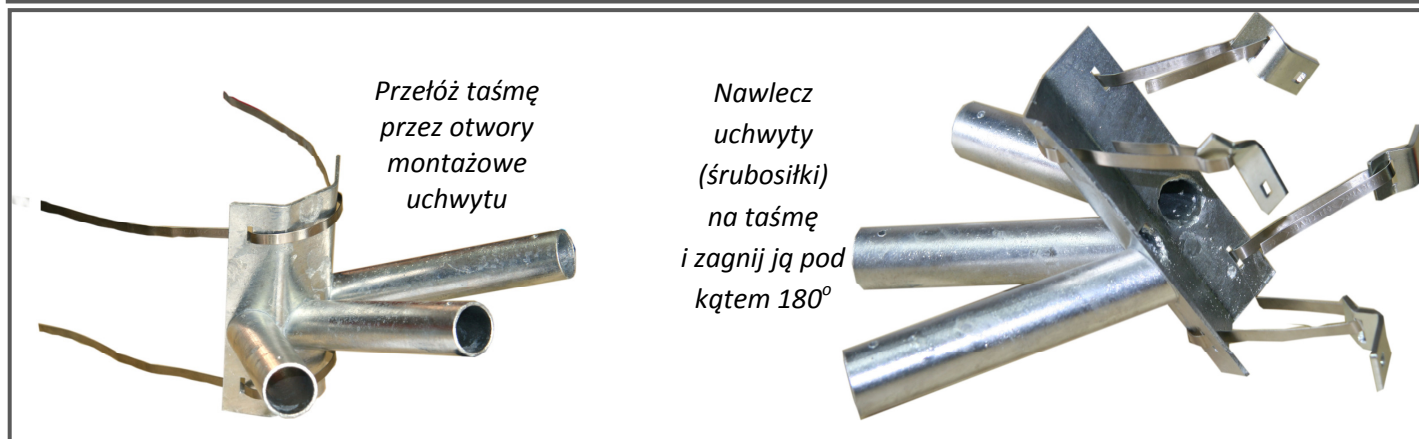 Przełóż taśmę
przez otwory
montażowe
uchwytu
Nawlecz
uchwyty
(śrubosiłki)
na taśmę
i zagnij ją pod
kątem 180°